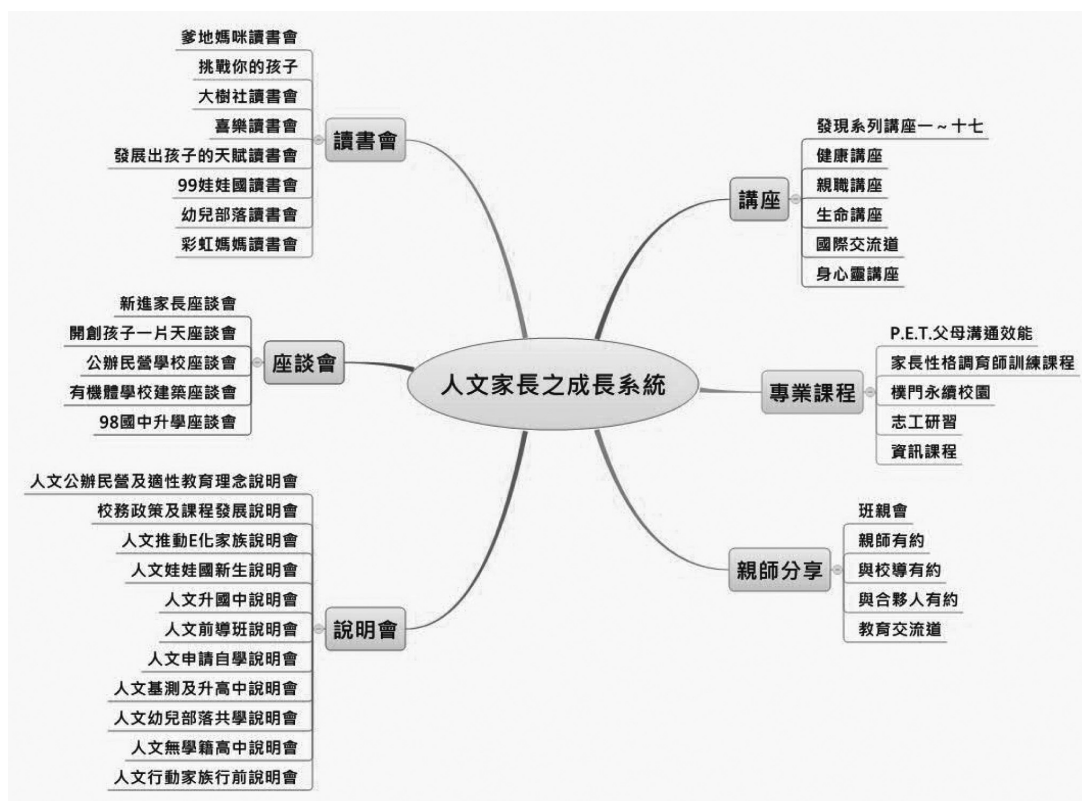 人文家長之成長系統
讀書會
爹地媽咪讀書會
挑戰你的孩子
大樹社讀書會
喜樂讀書會
發展出孩子的天賦讀書會
99娃娃國讀書會
幼兒部落讀書會
彩虹媽媽讀書會
座談會
新進家長座談會
開創孩子一片天座談會
公辦民營學校座談會
有機體學校建築座談會
98國中升學座談會
說明會
人文公辦民營及適性教育理念說明會
校務政策及課程發展說明會
人文推動E化家族說明會
人文娃娃國新生說明會
人文升國中說明會
人文前導班說明會
人文申請自學說明會
人文基測及升高中說明會
人文幼兒部落共學說明會
人文無學籍高中說明會
人文行動家族行前說明會
講座
發現系列講座一~十七
健康講座
親職講座
生命講座
國際交流道
身心靈講座
專業課程
P.E.T.父母溝通效能
家長性格調育師訓練課程
樸門永續校園
志工研習
資訊課程
親師分享
班親會
親師有約
與校導有約
與合夥人有約
教育交流道